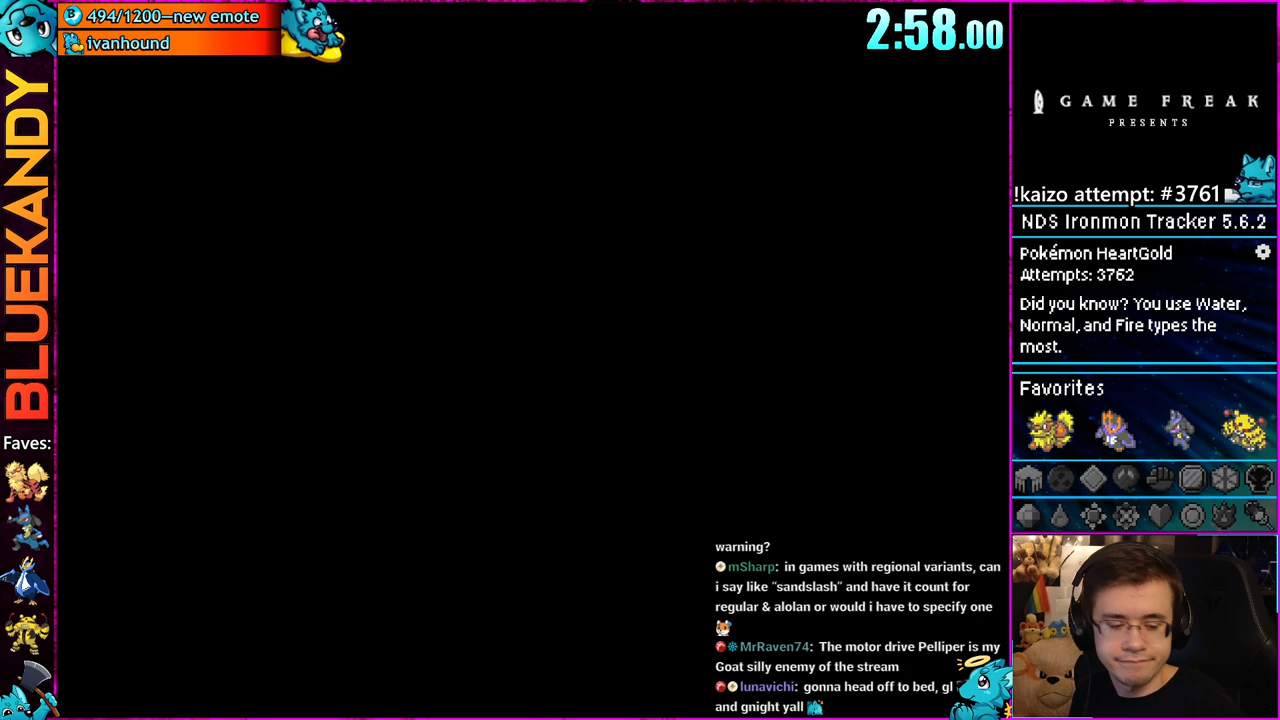 494/1200—new emote
ivanhound
2:58.00
BLUEKANDY
Faves:
GAME FREAK
PRESENTS
!kaizo attempt: #3761
NDS Ironmon Tracker 5.6.2
Pokémon HeartGold
Attempts: 3762
Did you know? You use Water,
Normal, and Fire types the
most.
Favorites
warning?
mSharp: in games with regional variants, can
i say like “sandslash” and have it count for
regular & alolan or would i have to specify one
MrRaven74: The motor drive Pelliper is my
Goat silly enemy of the stream
lunavichi: gonna head off to bed, gl
and gnight yall